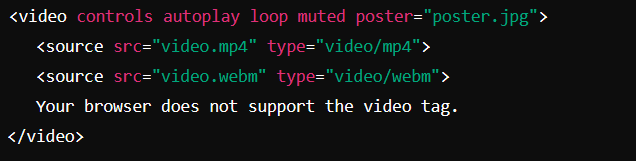 <video controls autoplay loop muted poster="poster.jpg">
<source src="video.mp4" type="video/mp4">
<source src="video.webm" type="video/webm">
Your browser does not support the video tag.
</video>